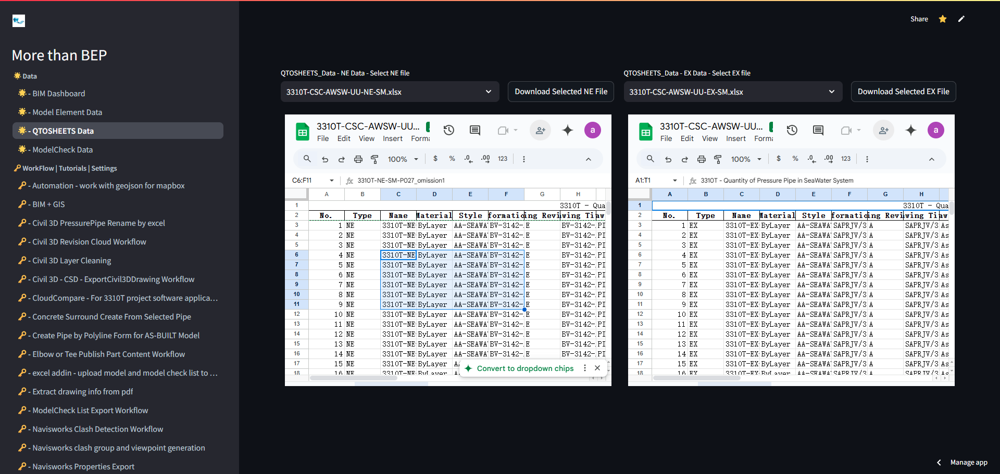 Share
More than BEP
Data
- BIM Dashboard
- Model Element Data
- QTOSHEETS Data
- ModelCheck Data
WorkFlow | Tutorials | Settings
- Automation - work with geojson for mapbox
- BIM + GIS
- Civil 3D PressurePipe Rename by excel
- Civil 3D Revision Cloud Workflow
- Civil 3D Layer Cleaning
- Civil 3D - CSD - ExportCivil3DDrawing Workflow
- CloudCompare - For 3310T project software applica...
- Concrete Surround Create From Selected Pipe
- Create Pipe by Polyline Form for AS-BUILT Model
- Elbow or Tee Publish Part Content Workflow
- excel addin - upload model and model check list to ...
- Extract drawing info from pdf
- ModelCheck List Export Workflow
- Navisworks Clash Detection Workflow
- Navisworks clash group and viewpoint generation
- Navisworks Properties Export
QTOSHEETS_Data - NE Data - Select NE file
3310T-CSC-AWSW-UU-NE-SM.xlsx
Download Selected NE File
3310T-CSC-AWSW-UU...
a
File Edit View Insert Forma
100% $ % .0 .00 123
C6:F11 fx 3310T-NE-SM-P027_omission1
A B C D E F G H
1 3310T - Qua
2 No. Type Name Material Style formatio ing Revi wing Ti aw
3 1 NE 3310T-NE ByLayer AA-SEAWA BV-3142- E BV-3142- PI
4 2 NE 3310T-NE ByLayer AA-SEAWA BV-3142- E BV-3142- PI
5 3 NE 3310T-NE ByLayer AA-SEAWA BV-3142- E BV-3142- PI
6 4 NE 3310T-NE ByLayer AA-SEAWA BV-3142- E BV-3142- PI
7 5 NE 3310T-NE ByLayer AA-SEAWA BV-3142- E BV-3142- PI
8 6 NE 3310T-NE ByLayer AA-SEAWA BV-3142- E BV-3142- PI
9 7 NE 3310T-NE ByLayer AA-SEAWA BV-3142- E BV-3142- PI
10 8 NE 3310T-NE ByLayer AA-SEAWA BV-3142- E BV-3142- PI
11 9 NE 3310T-NE ByLayer AA-SEAWA BV-3142- E BV-3142- PI
12 10 NE 3310T-NE ByLayer AA-SEAWA BV-3142- E BV-3142- PI
13 11 NE 3310T-NE ByLayer AA-SEAWA BV-3142- E BV-3142- PI
14 12 NE 3310T-NE ByLayer AA-SEAWA BV-3142- E BV-3142- PI
15 13 NE 3310T-NE ByLayer AA-SEAWA BV-3142- E BV-3142- PI
16 14 NE 3310T-NE ByLayer AA-SEAWA BV-3142- E BV-3142- PI
17 15 NE 3310T-NE ByLayer
18 16 NE 3310T-NE ByLayer
Convert to dropdown chips
QTOSHEETS_Data - EX Data - Select EX file
3310T-CSC-AWSW-UU-EX-SM.xlsx
Download Selected EX File
3310T-CSC-AWSW-UU...
a
File Edit View Insert Forma
100% $ % .0 .00 123
A1:T1 fx 3310T - Quantity of Pressure Pipe in SeaWater System
A B C D E F G H
1 3310T - Qua
2 No. Type Name Material Style formatio ing Revi wing Ti aw
3 1 EX 3310T-EX ByLayer AA-SEAWA SAPRJV/3 A SAPRJV/3 As
4 2 EX 3310T-EX ByLayer AA-SEAWA SAPRJV/3 A SAPRJV/3 As
5 3 EX 3310T-EX ByLayer AA-SEAWA SAPRJV/3 A SAPRJV/3 As
6 4 EX 3310T-EX ByLayer AA-SEAWA SAPRJV/3 A SAPRJV/3 As
7 5 EX 3310T-EX ByLayer AA-SEAWA SAPRJV/3 A SAPRJV/3 As
8 6 EX 3310T-EX ByLayer AA-SEAWA SAPRJV/3 A SAPRJV/3 As
9 7 EX 3310T-EX ByLayer AA-SEAWA SAPRJV/3 A SAPRJV/3 As
10 8 EX 3310T-EX ByLayer AA-SEAWA SAPRJV/3 A SAPRJV/3 As
11 9 EX 3310T-EX ByLayer AA-SEAWA SAPRJV/3 A SAPRJV/3 As
12 10 EX 3310T-EX ByLayer AA-SEAWA SAPRJV/3 A SAPRJV/3 As
13 11 EX 3310T-EX ByLayer AA-SEAWA SAPRJV/3 A SAPRJV/3 As
14 12 EX 3310T-EX ByLayer AA-SEAWA SAPRJV/3 A SAPRJV/3 As
15 13 EX 3310T-EX ByLayer AA-SEAWA SAPRJV/3 A SAPRJV/3 As
16 14 EX 3310T-EX ByLayer AA-SEAWA SAPRJV/3 A SAPRJV/3 As
17 15 EX 3310T-EX ByLayer AA-SEAWA SAPRJV/3 A SAPRJV/3 As
18 16 EX 3310T-EX ByLayer AA-SEAWA SAPRJV/3 A SAPRJV/3 As
Manage app